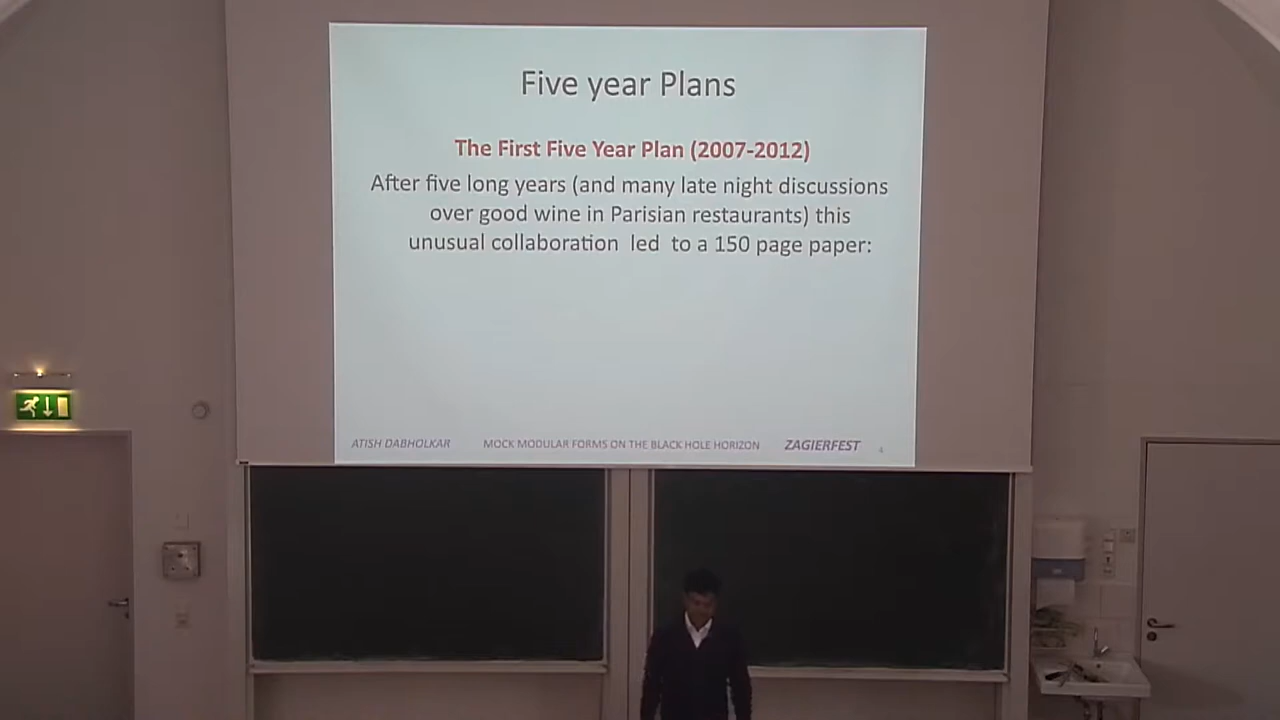 Five year Plans
The First Five Year Plan (2007-2012)
After five long years (and many late night discussions
over good wine in Parisian restaurants) this
unusual collaboration led to a 150 page paper:
ATISH DABHOLKAR MOCK MODULAR FORMS ON THE BLACK HOLE HORIZON ZAGIERFEST 4